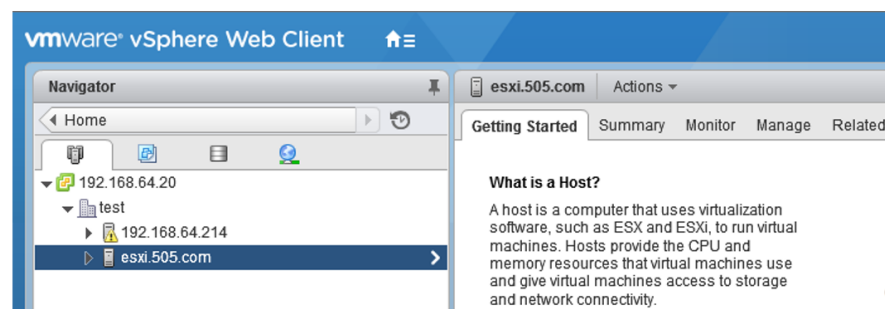 vmware® vSphere Web Client
Navigator
Home
192.168.64.20
test
192.168.64.214
esxi.505.com
esxi.505.com Actions
Getting Started Summary Monitor Manage Related
What is a Host?
A host is a computer that uses virtualization
software, such as ESX and ESXi, to run virtual
machines. Hosts provide the CPU and
memory resources that virtual machines use
and give virtual machines access to storage
and network connectivity.